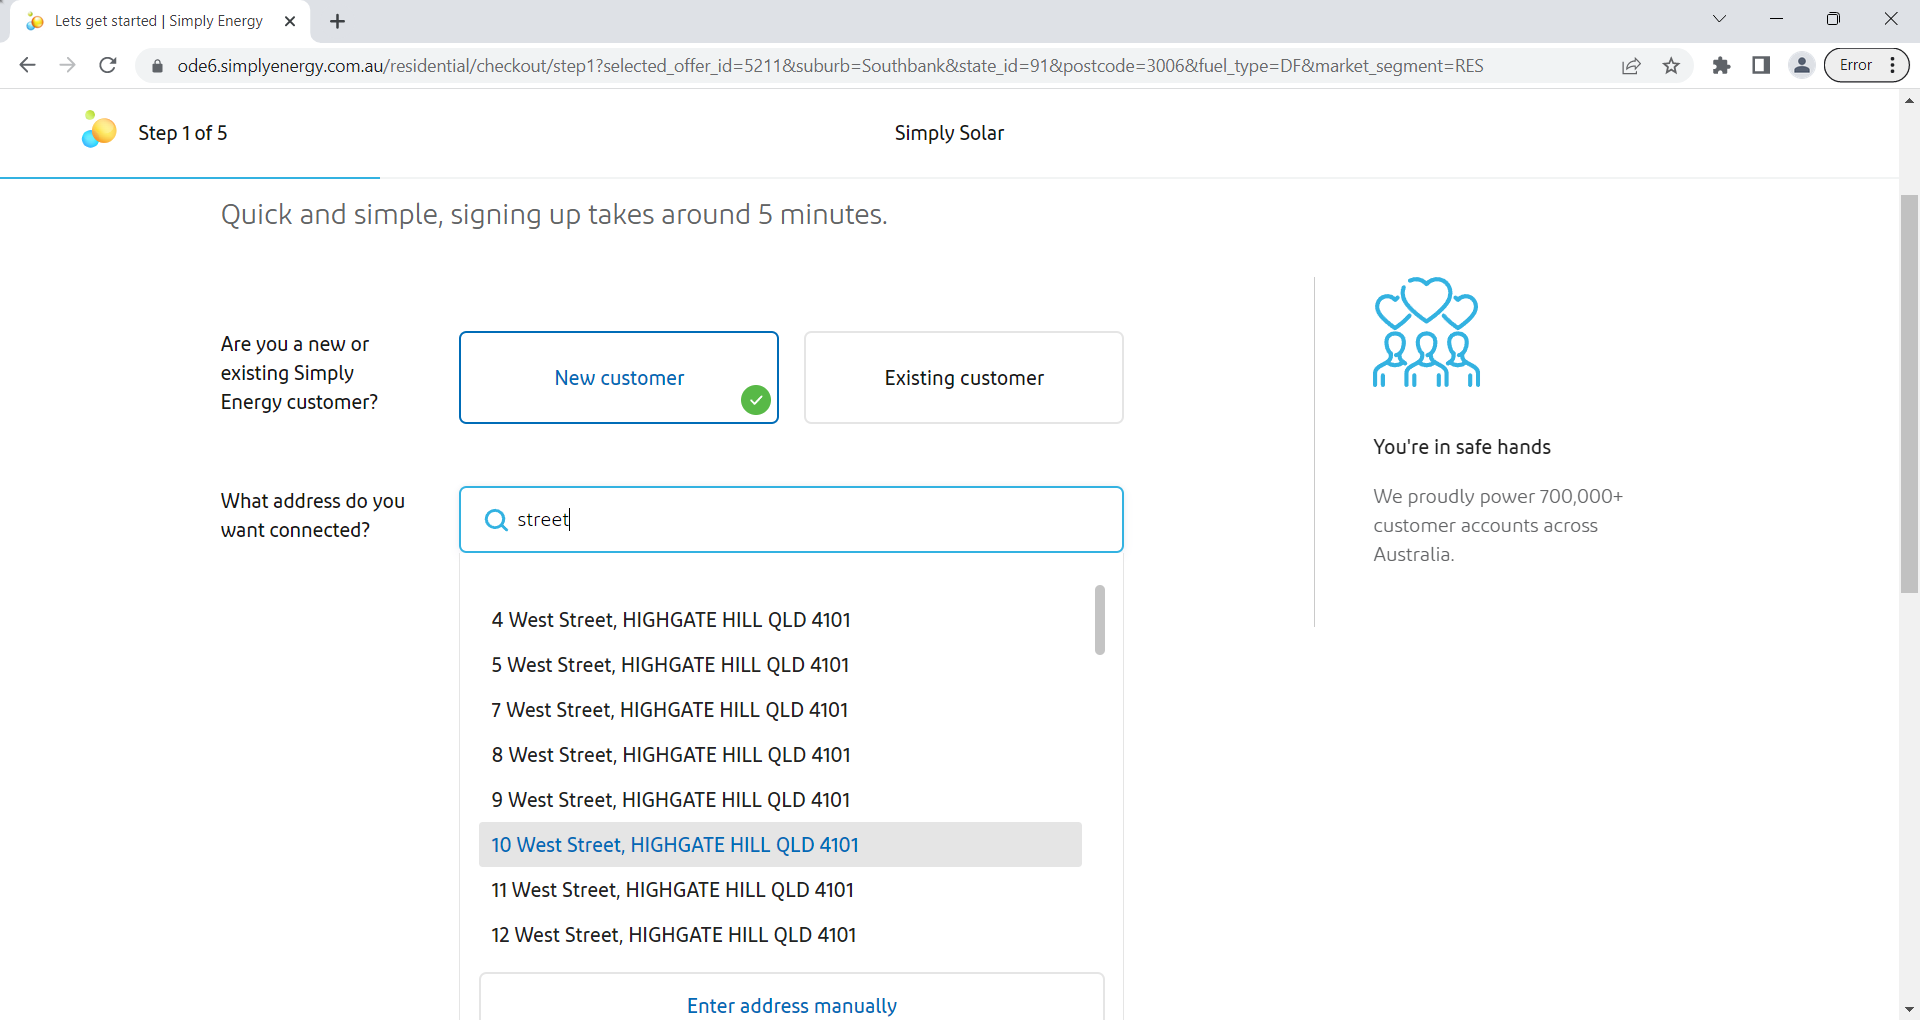 Lets get started | Simply Energy
ode6.simplyenergy.com.au/residential/checkout/step1?selected_offer_id=5211&suburb=Southbank&state_id=91&postcode=3006&fuel_type=DF&market_segment=RES
Error
Step 1 of 5
Simply Solar
Quick and simple, signing up takes around 5 minutes.
Are you a new or
existing Simply
Energy customer?
New customer
Existing customer
You're in safe hands
We proudly power 700,000+
customer accounts across
Australia.
What address do you
want connected?
street
4 West Street, HIGHGATE HILL QLD 4101
5 West Street, HIGHGATE HILL QLD 4101
7 West Street, HIGHGATE HILL QLD 4101
8 West Street, HIGHGATE HILL QLD 4101
9 West Street, HIGHGATE HILL QLD 4101
10 West Street, HIGHGATE HILL QLD 4101
11 West Street, HIGHGATE HILL QLD 4101
12 West Street, HIGHGATE HILL QLD 4101
Enter address manually